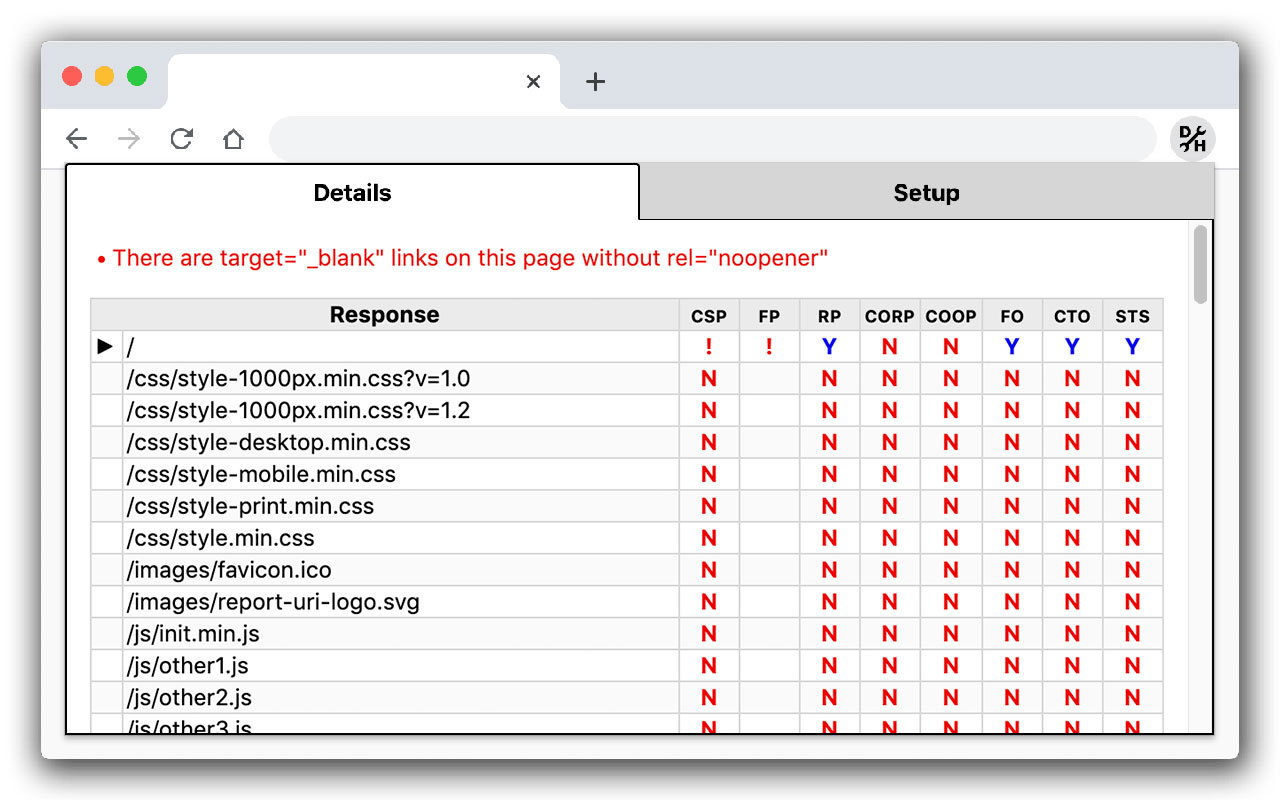 D H
Details Setup
• There are target="_blank" links on this page without rel="noopener"
Response CSP FP RP CORP COOP FO CTO STS
▶ / ! ! Y N N Y Y Y
/css/style-1000px.min.css?v=1.0 N N N N N N N
/css/style-1000px.min.css?v=1.2 N N N N N N N
/css/style-desktop.min.css N N N N N N N
/css/style-mobile.min.css N N N N N N N
/css/style-print.min.css N N N N N N N
/css/style.min.css N N N N N N N
/images/favicon.ico N N N N N N N
/images/report-uri-logo.svg N N N N N N N
/js/init.min.js N N N N N N N
/js/other1.js N N N N N N N
/js/other2.js N N N N N N N
/js/other3.js N N N N N N N